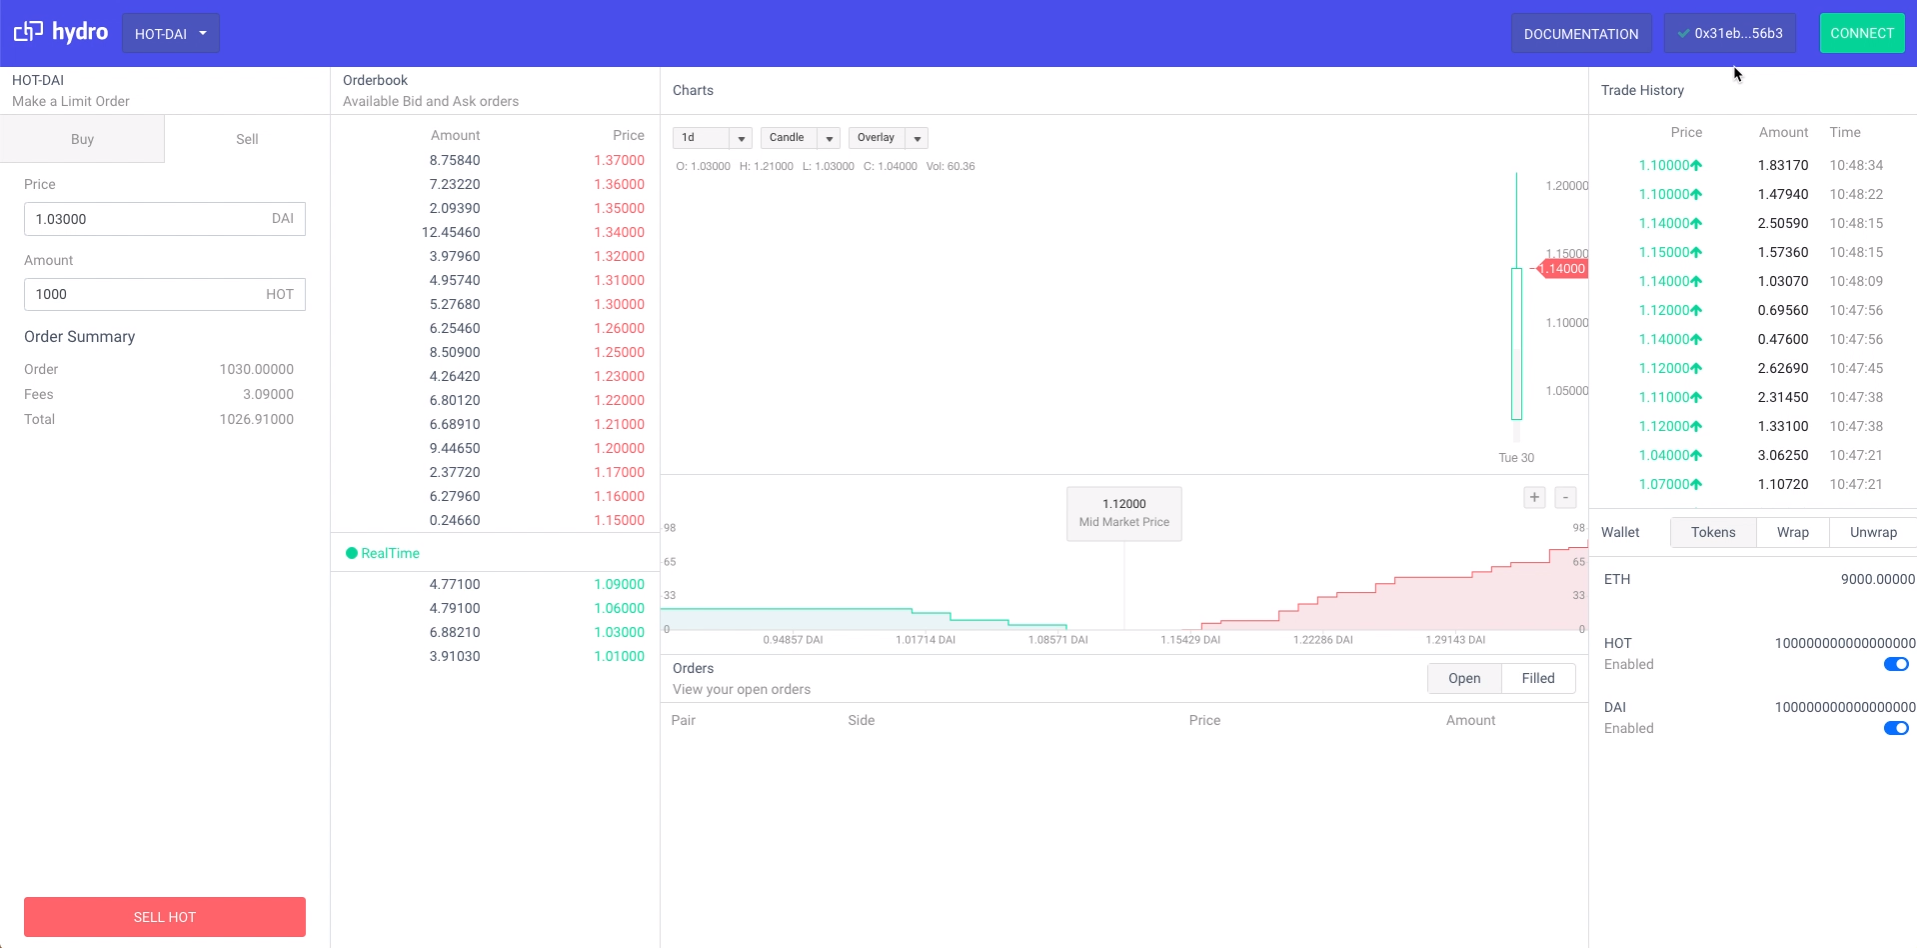 hydro
HOT-DAI
DOCUMENTATION
0x31eb...56b3
CONNECT
HOT-DAI
Make a Limit Order
Buy
Sell
Price
1.03000 DAI
Amount
1000 HOT
Order Summary
Order 1030.00000
Fees 3.09000
Total 1026.91000
SELL HOT
Orderbook
Available Bid and Ask orders
Amount Price
8.75840 1.37000
7.23220 1.36000
2.09390 1.35000
12.45460 1.34000
3.97960 1.32000
4.95740 1.31000
5.27680 1.30000
6.25460 1.26000
8.50900 1.25000
4.26420 1.23000
6.80120 1.22000
6.68910 1.21000
9.44650 1.20000
2.37720 1.17000
6.27960 1.16000
0.24660 1.15000
RealTime
4.77100 1.09000
4.79100 1.06000
6.88210 1.03000
3.91030 1.01000
Charts
1d
Candle
Overlay
O: 1.03000 H: 1.21000 L: 1.03000 C: 1.04000 Vol: 60.36
1.20000
1.15000
1.14000
1.10000
1.05000
Tue 30
1.12000
Mid Market Price
+ -
98 98
65 65
33 33
0 0
0.94857 DAI 1.01714 DAI 1.08571 DAI 1.15429 DAI 1.22286 DAI 1.29143 DAI
Orders
View your open orders
Open
Filled
Pair Side Price Amount
Trade History
Price Amount Time
1.10000 1.83170 10:48:34
1.10000 1.47940 10:48:22
1.14000 2.50590 10:48:15
1.15000 1.57360 10:48:15
1.14000 1.03070 10:48:09
1.12000 0.69560 10:47:56
1.14000 0.47600 10:47:56
1.12000 2.62690 10:47:45
1.11000 2.31450 10:47:38
1.12000 1.33100 10:47:38
1.04000 3.06250 10:47:21
1.07000 1.10720 10:47:21
Wallet
Tokens
Wrap
Unwrap
ETH 9000.00000
HOT 100000000000000000
Enabled
DAI 100000000000000000
Enabled